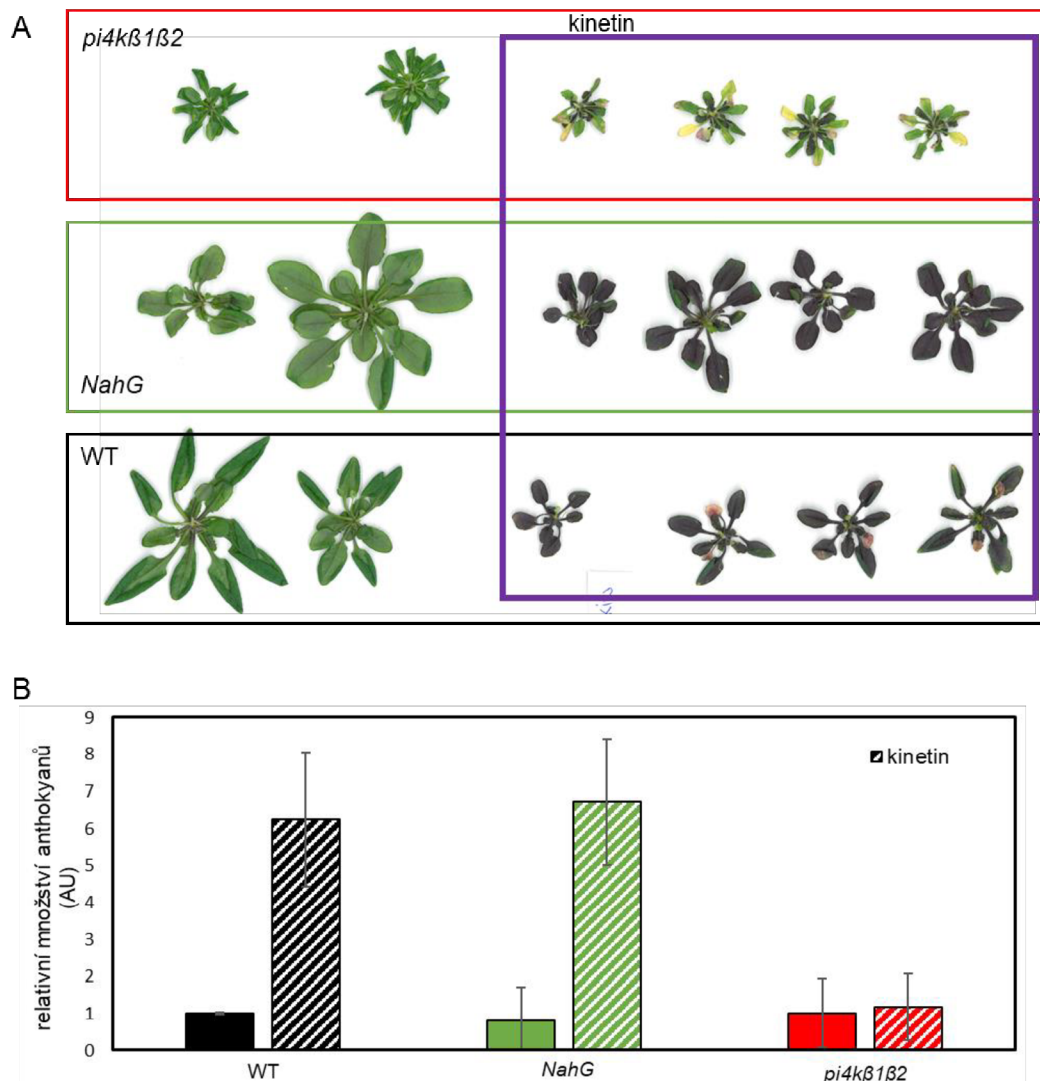 A
kinetin
pi4kß1ß2
NahG
WT
B
9
8
7
6
5
4
3
2
1
0
relativní množství anthokyanů
(AU)
kinetin
WT
NahG
pi4kß1ß2